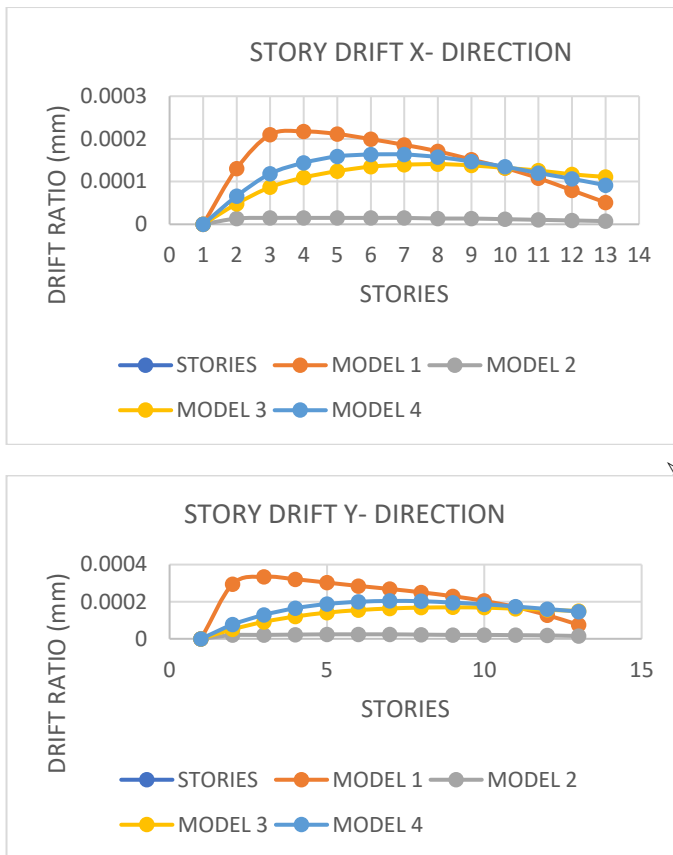 STORY DRIFT X- DIRECTION
0.0003
0.0002
0.0001
0
DRIFT RATIO (mm)
0 1 2 3 4 5 6 7 8 9 10 11 12 13 14
STORIES
STORIES MODEL 1 MODEL 2
MODEL 3 MODEL 4
STORY DRIFT Y- DIRECTION
0.0004
0.0002
0
DRIFT RATIO (mm)
0 5 10 15
STORIES
STORIES MODEL 1 MODEL 2
MODEL 3 MODEL 4